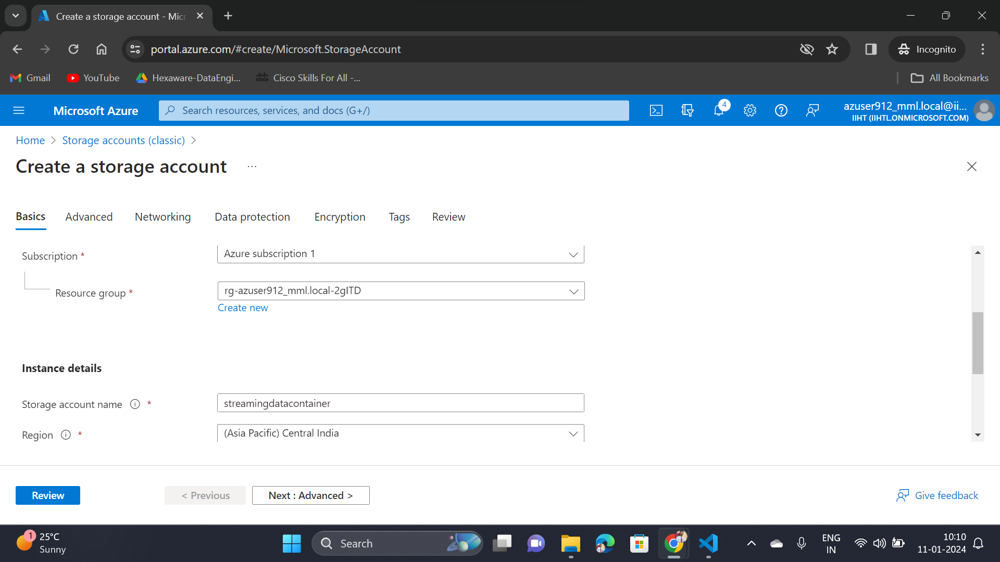 Create a storage account - Mic
portal.azure.com/#create/Microsoft.StorageAccount
Incognito
Gmail
YouTube
Hexaware-DataEngi...
cisco
Cisco Skills For All -...
All Bookmarks
Microsoft Azure
Search resources, services, and docs (G+/)
4
azuser912_mml.local@ii...
IIHT (IIHTL.ONMICROSOFT.COM)
Home > Storage accounts (classic) >
Create a storage account ...
Basics Advanced Networking Data protection Encryption Tags Review
Subscription *
Azure subscription 1
Resource group *
rg-azuser912_mml.local-2gITD
Create new
Instance details
Storage account name *
streamingdatacontainer
Region *
(Asia Pacific) Central India
Review
< Previous
Next : Advanced >
Give feedback
1
25°C
Sunny
Search
ENG
IN
10:10
11-01-2024